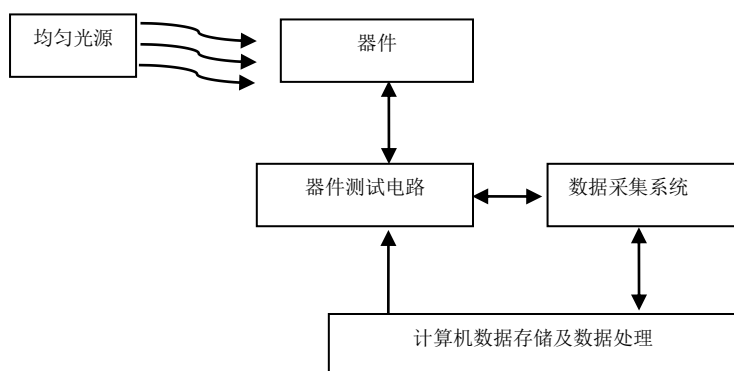 均匀光源
器件
器件测试电路
数据采集系统
计算机数据存储及数据处理